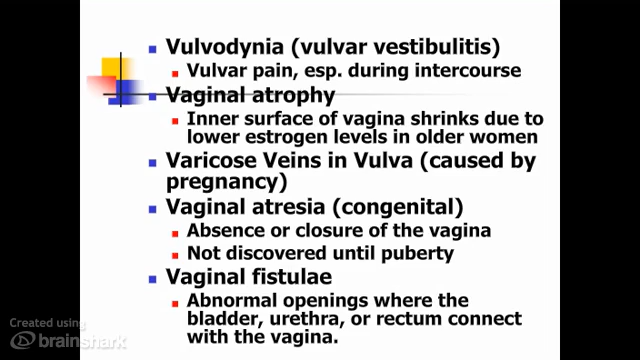 Vulvodynia (vulvar vestibulitis)
Vulvar pain, esp. during intercourse
Vaginal atrophy
Inner surface of vagina shrinks due to
lower estrogen levels in older women
Varicose Veins in Vulva (caused by
pregnancy)
Vaginal atresia (congenital)
Absence or closure of the vagina
Not discovered until puberty
Vaginal fistulae
Abnormal openings where the
bladder, urethra, or rectum connect
with the vagina.
Created using
brainshark